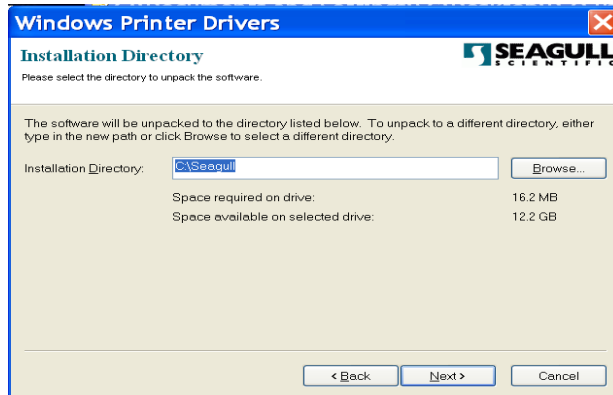 Windows Printer Drivers
Installation Directory
SEAGULL
SCIENTIFIC
Please select the directory to unpack the software.
The software will be unpacked to the directory listed below. To unpack to a different directory, either
type in the new path or click Browse to select a different directory.
Installation Directory: C:\Seagull Browse...
Space required on drive: 16.2 MB
Space available on selected drive: 12.2 GB
< Back Next > Cancel